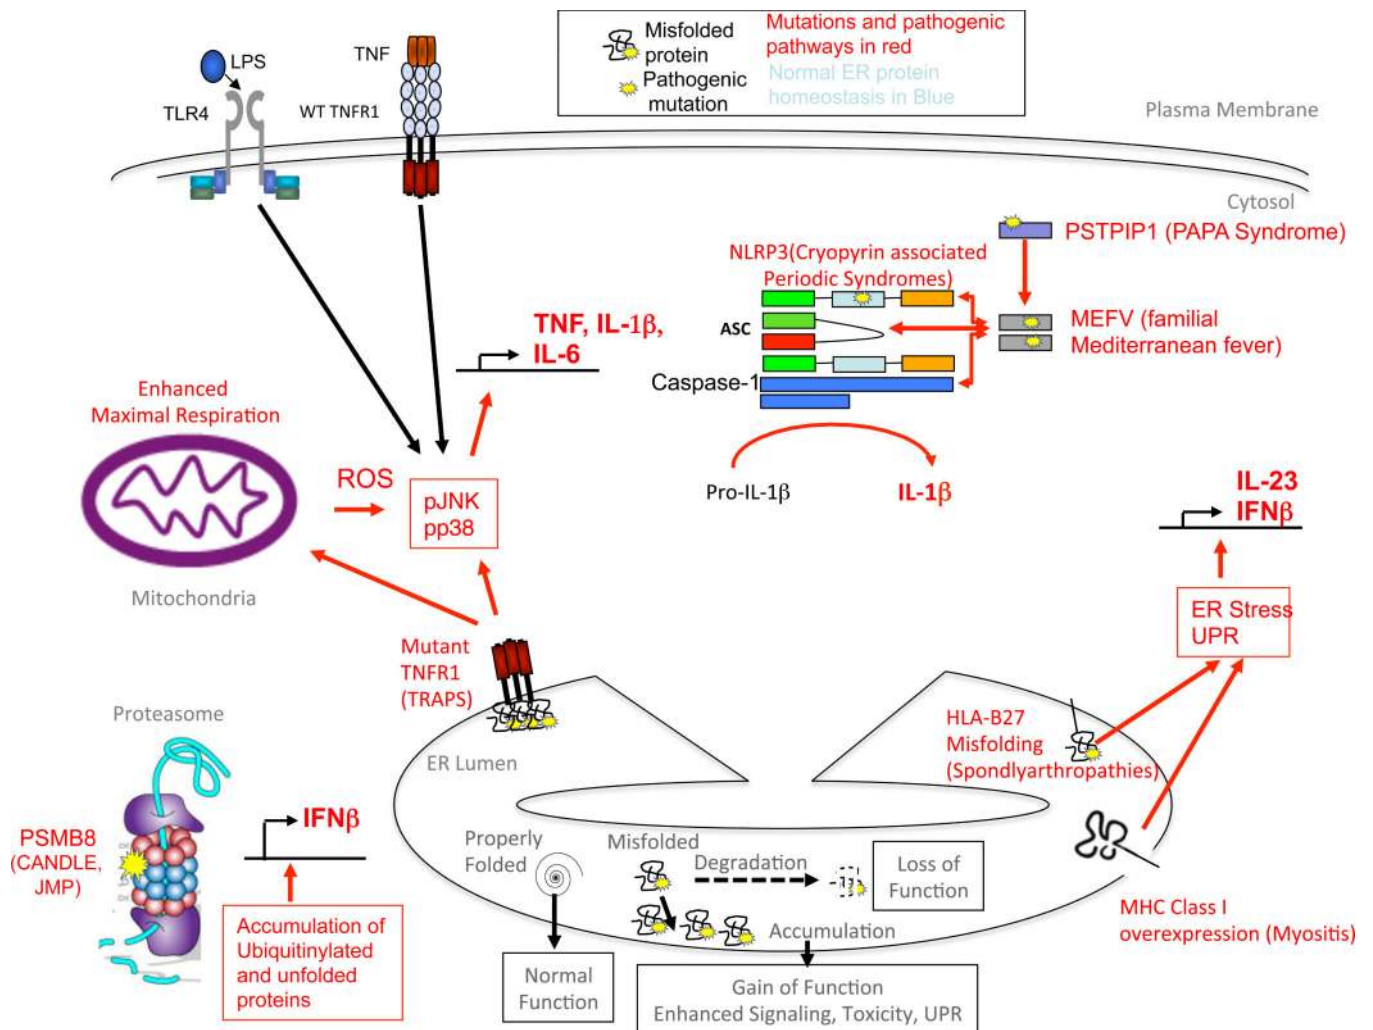 Misfolded
protein
Pathogenic
mutation
Mutations and pathogenic
pathways in red
Normal ER protein
homeostasis in Blue
LPS
TLR4
TNF
WT TNFR1
Plasma Membrane
Cytosol
PSTPIP1 (PAPA Syndrome)
NLRP3(Cryopyrin associated
Periodic Syndromes)
ASC
Caspase-1
MEFV (familial
Mediterranean fever)
TNF, IL-1β,
IL-6
Enhanced
Maximal Respiration
ROS
pJNK
pp38
Mitochondria
Pro-IL-1β
IL-1β
IL-23
IFNβ
ER Stress
UPR
Mutant
TNFR1
(TRAPS)
Proteasome
ER Lumen
HLA-B27
Misfolding
(Spondlyarthropathies)
PSMB8
(CANDLE,
JMP)
IFNβ
Accumulation of
Ubiquitinylated
and unfolded
proteins
Properly
Folded
Misfolded
Degradation
Loss of
Function
Accumulation
Normal
Function
Gain of Function
Enhanced Signaling, Toxicity, UPR
MHC Class I
overexpression (Myositis)